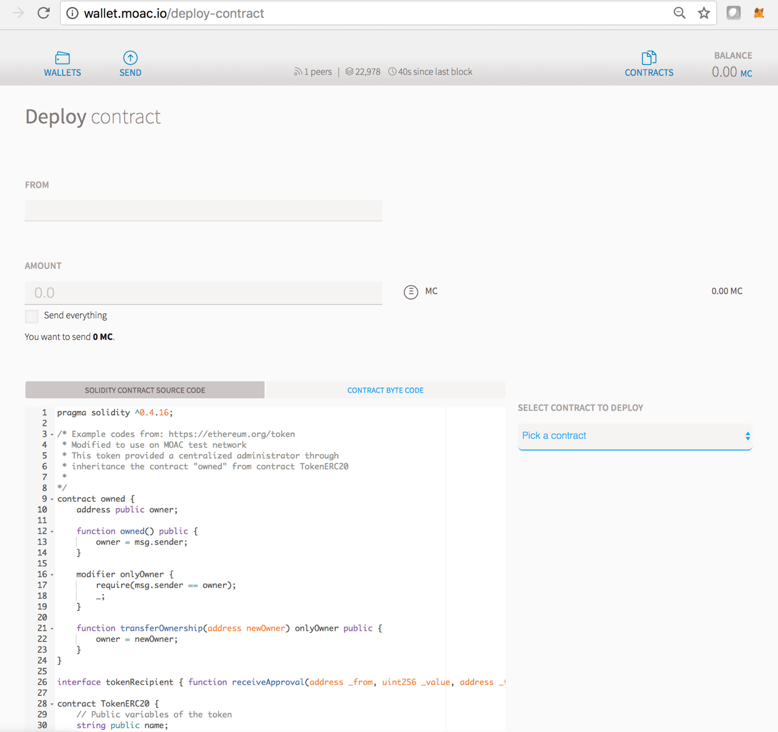 wallet.moac.io/deploy-contract
WALLETS
SEND
1 peers | 22,978 40s since last block
CONTRACTS
BALANCE
0.00 MC
Deploy contract
FROM
AMOUNT
0.0
MC
0.00 MC
Send everything
You want to send 0 MC.
SOLIDITY CONTRACT SOURCE CODE
CONTRACT BYTE CODE
SELECT CONTRACT TO DEPLOY
Pick a contract
1 pragma solidity ^0.4.16;
2
3 /* Example codes from: https://ethereum.org/token
4 * Modified to use on MOAC test network
5 * This token provided a centralized administrator through
6 * inheritance the contract "owned" from contract TokenERC20
7 *
8 */
9 contract owned {
10 address public owner;
11
12 function owned() public {
13 owner = msg.sender;
14 }
15
16 modifier onlyOwner {
17 require(msg.sender == owner);
18 _;
19 }
20
21 function transferOwnership(address newOwner) onlyOwner public {
22 owner = newOwner;
23 }
24 }
25
26 interface tokenRecipient { function receiveApproval(address _from, uint256 _value, address _
27
28 contract TokenERC20 {
29 // Public variables of the token
30 string public name;